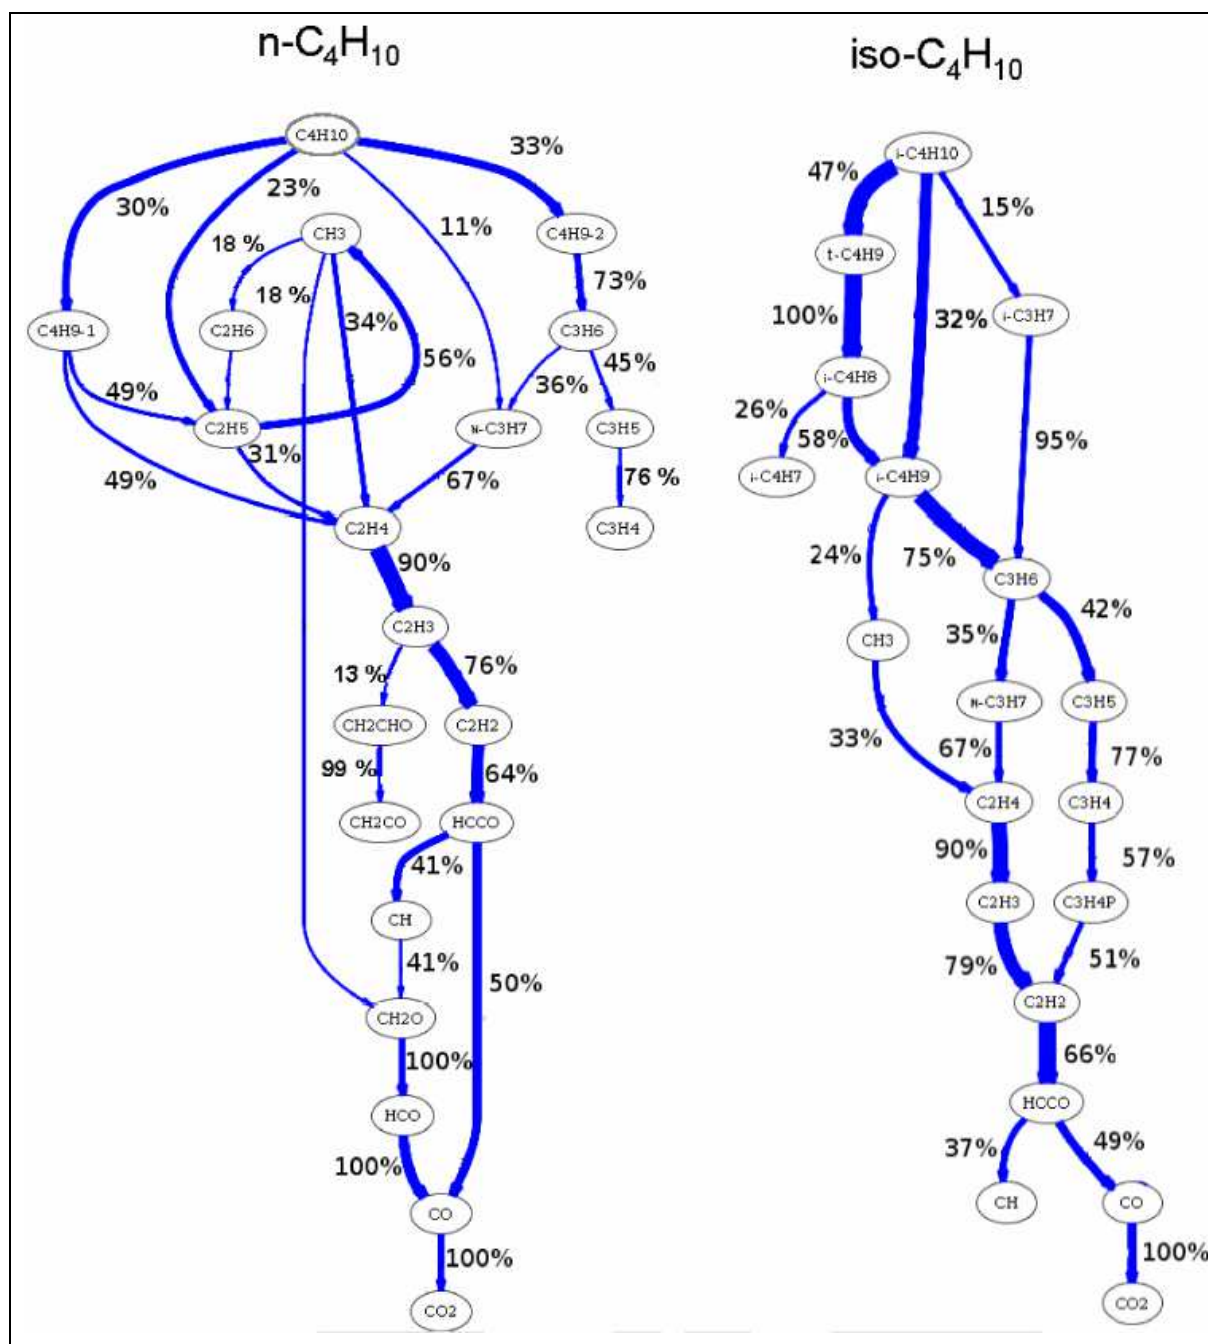 n-C4H10
iso-C4H10
C4H10
33%
30%
23%
CH3
11%
C4H9-2
18 %
18 %
73%
C4H9-1
C2H6
34%
C3H6
56%
45%
49%
36%
C2H5
N-C3H7
C3H5
31%
49%
67%
76 %
C2H4
C3H4
90%
C2H3
13 %
76%
CH2CHO
C2H2
99 %
64%
CH2CO
HCCO
41%
CH
41%
50%
CH2O
100%
HCO
100%
CO
100%
CO2
i-C4H10
47%
15%
t-C4H9
100%
32%
i-C3H7
i-C4H8
26%
58%
95%
i-C4H7
i-C4H9
24%
75%
C3H6
42%
CH3
35%
N-C3H7
C3H5
33%
67%
77%
C2H4
C3H4
90%
57%
C2H3
C3H4P
79%
51%
C2H2
66%
HCCO
37%
49%
CH
CO
100%
CO2